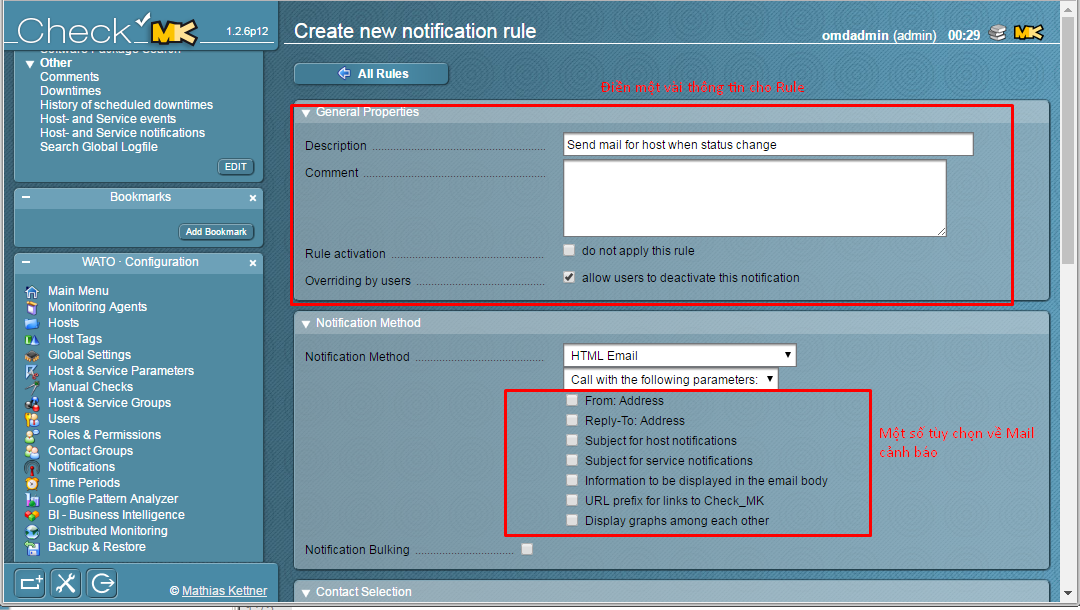 Check MK
1.2.6p12
Create new notification rule
omdadmin (admin) 00:29
Software Package Search
Other
Comments
Downtimes
History of scheduled downtimes
Host- and Service events
Host- and Service notifications
Search Global Logfile
EDIT
Bookmarks
Add Bookmark
WATO · Configuration
Main Menu
Monitoring Agents
Hosts
Host Tags
Global Settings
Host & Service Parameters
Manual Checks
Host & Service Groups
Users
Roles & Permissions
Contact Groups
Notifications
Time Periods
Logfile Pattern Analyzer
BI - Business Intelligence
Distributed Monitoring
Backup & Restore
© Mathias Kettner
All Rules
Điền một vài thông tin cho Rule
General Properties
Description
Send mail for host when status change
Comment
Rule activation
do not apply this rule
Overriding by users
allow users to deactivate this notification
Notification Method
Notification Method
HTML Email
Call with the following parameters:
From: Address
Reply-To: Address
Subject for host notifications
Subject for service notifications
Information to be displayed in the email body
URL prefix for links to Check_MK
Display graphs among each other
Một số tùy chọn về Mail
cảnh báo
Notification Bulking
Contact Selection